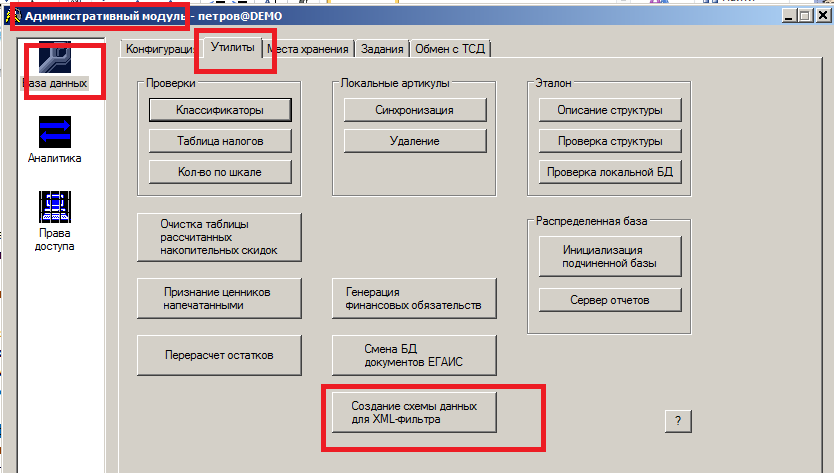 Административный модуль - петров@DEMO
База данных
Аналитика
Права
доступа
Конфигурация
Утилиты
Места хранения
Задания
Обмен с ТСД
Проверки
Классификаторы
Таблица налогов
Кол-во по шкале
Локальные артикулы
Синхронизация
Удаление
Эталон
Описание структуры
Проверка структуры
Проверка локальной БД
Очистка таблицы
рассчитанных
накопительных скидок
Распределенная база
Инициализация
подчиненной базы
Сервер отчетов
Признание ценников
напечатанными
Генерация
финансовых обязательств
Перерасчет остатков
Смена БД
документов ЕГАИС
Создание схемы данных
для XML-фильтра
?